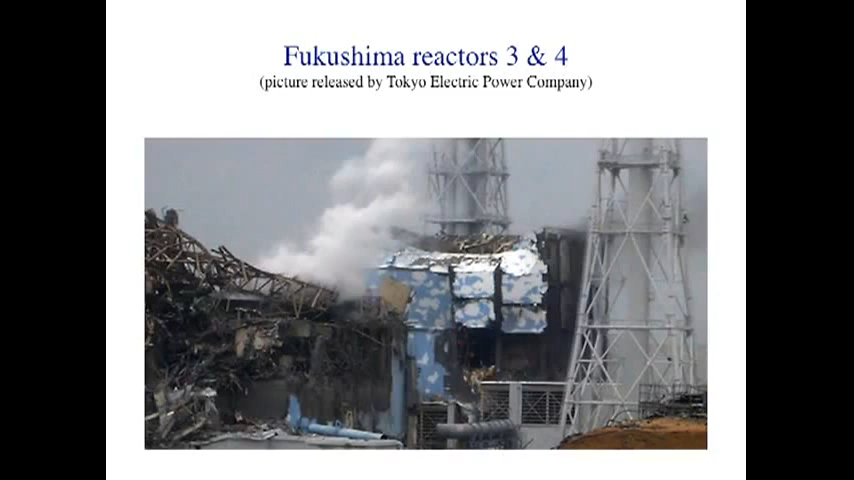 Fukushima reactors 3 & 4
(picture released by Tokyo Electric Power Company)